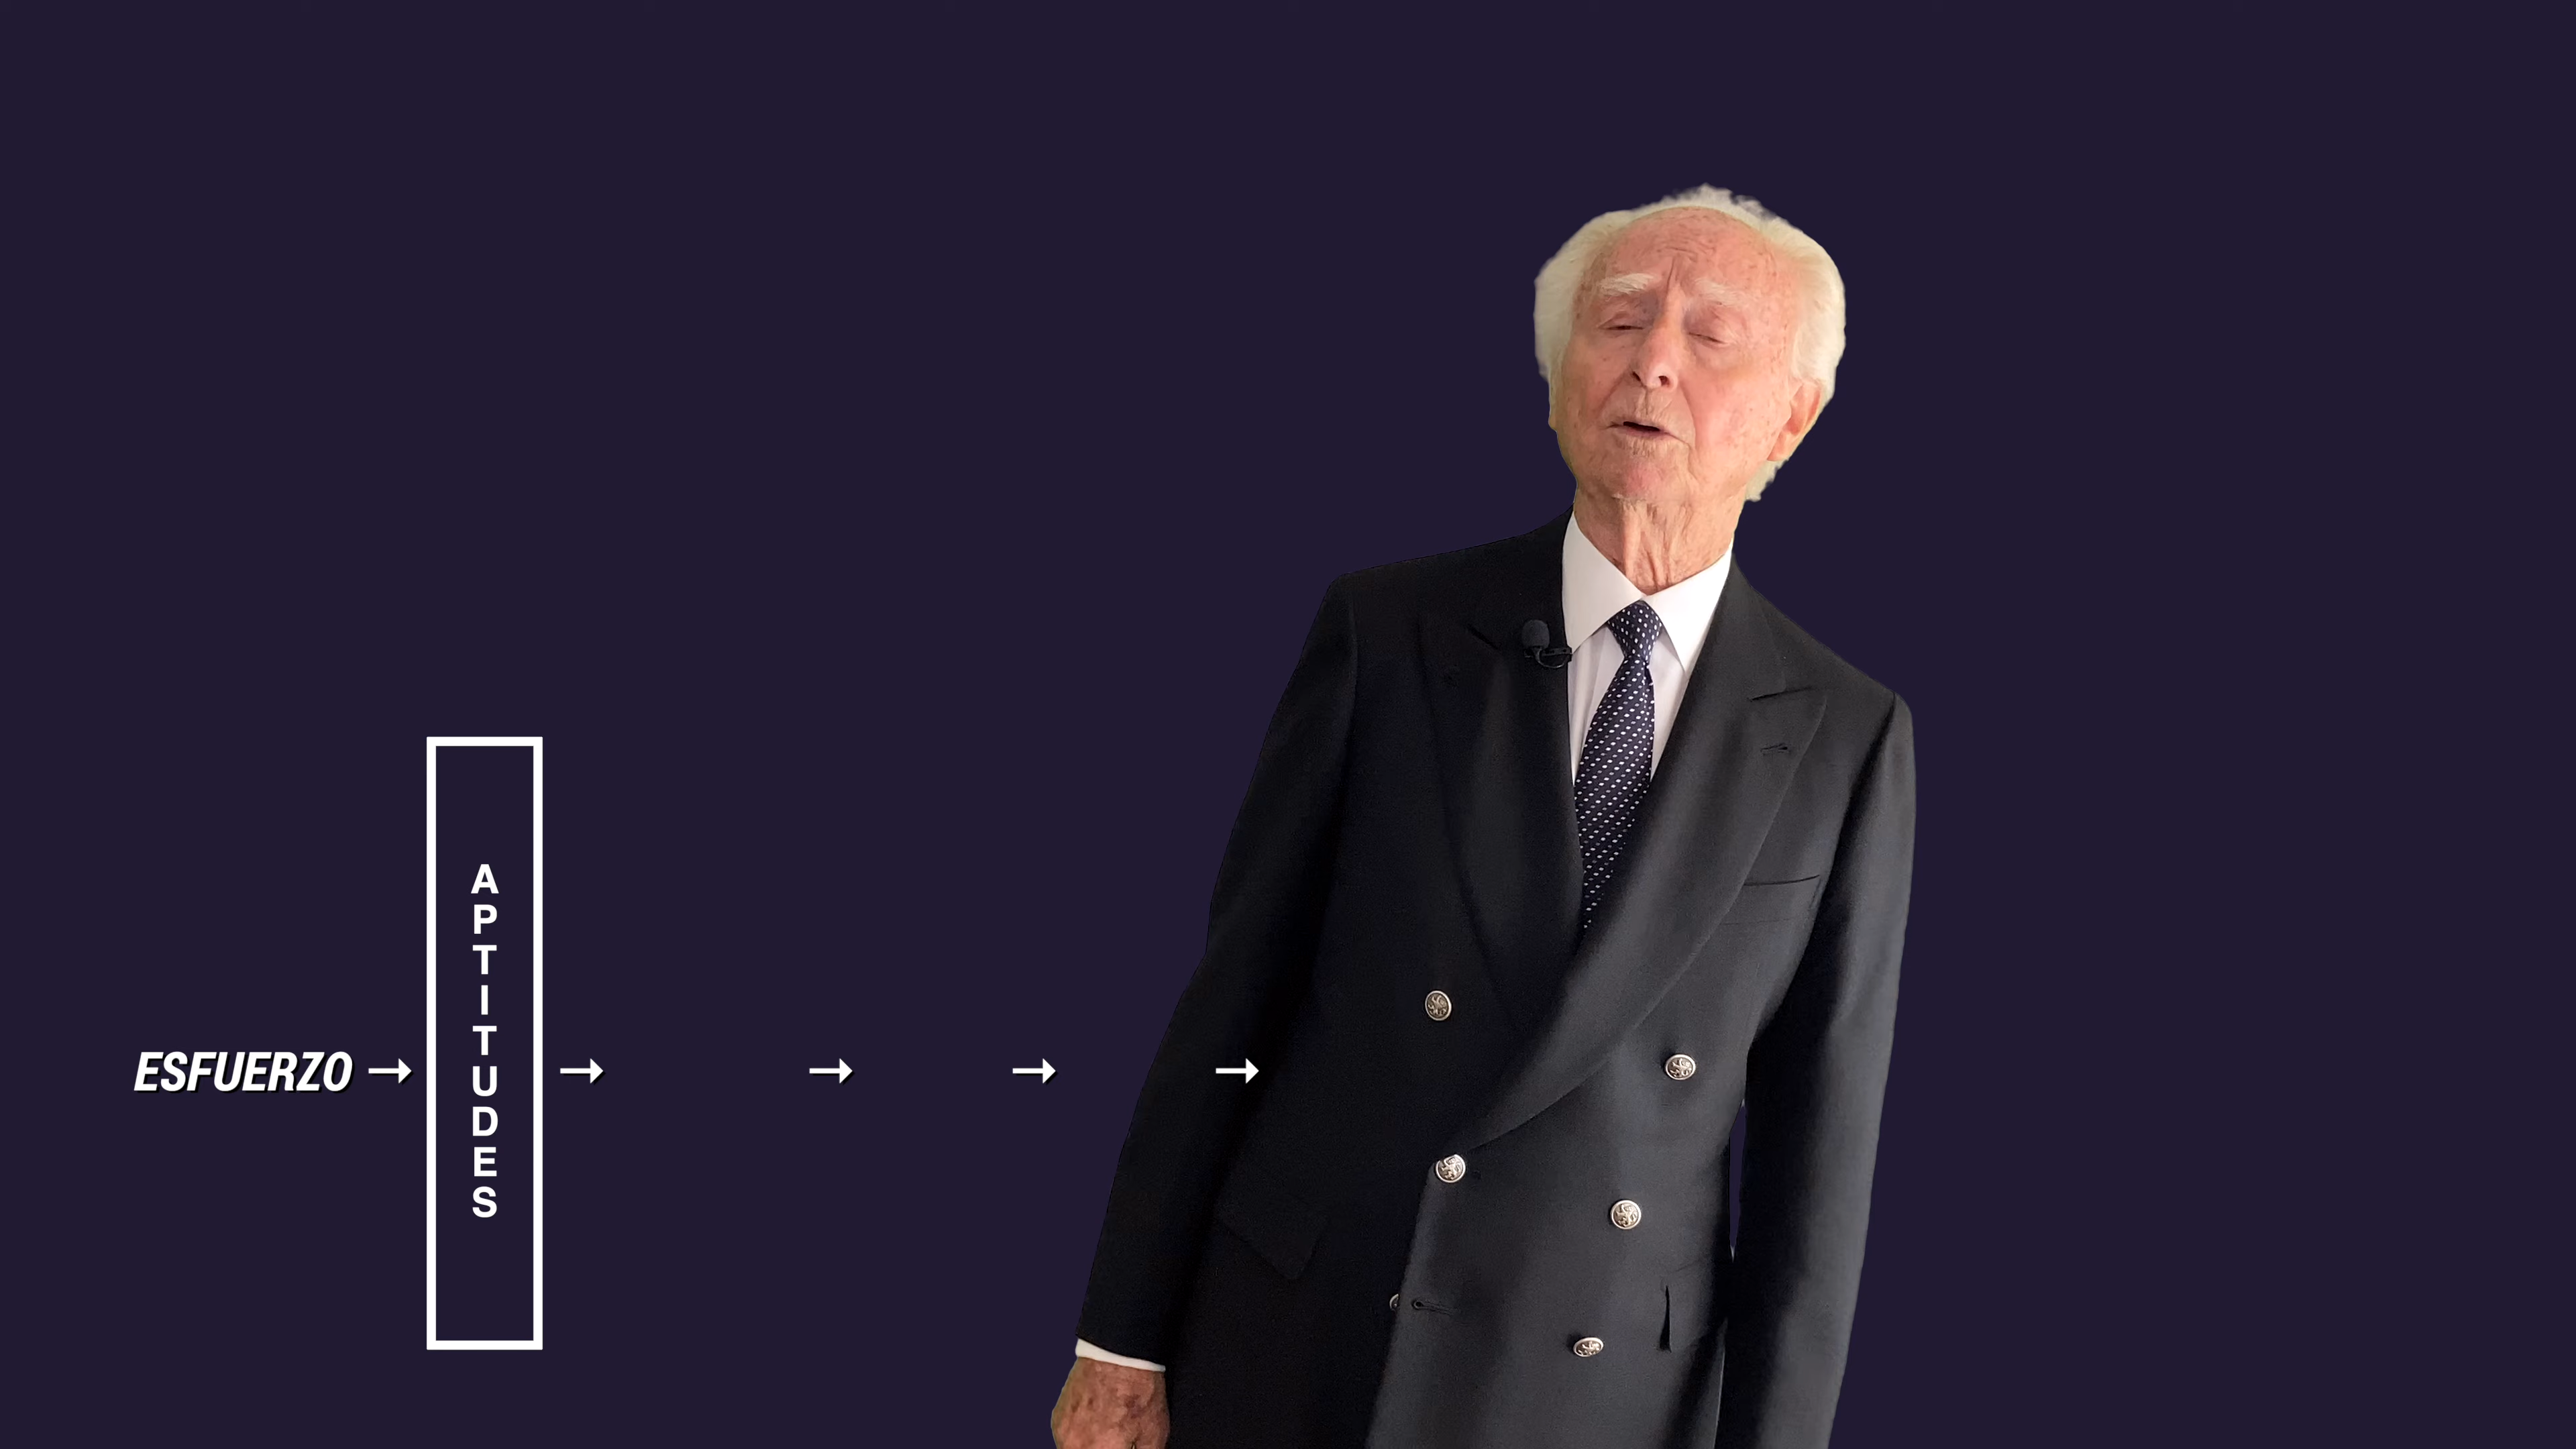 ESFUERZO → APTITUDES → → → →